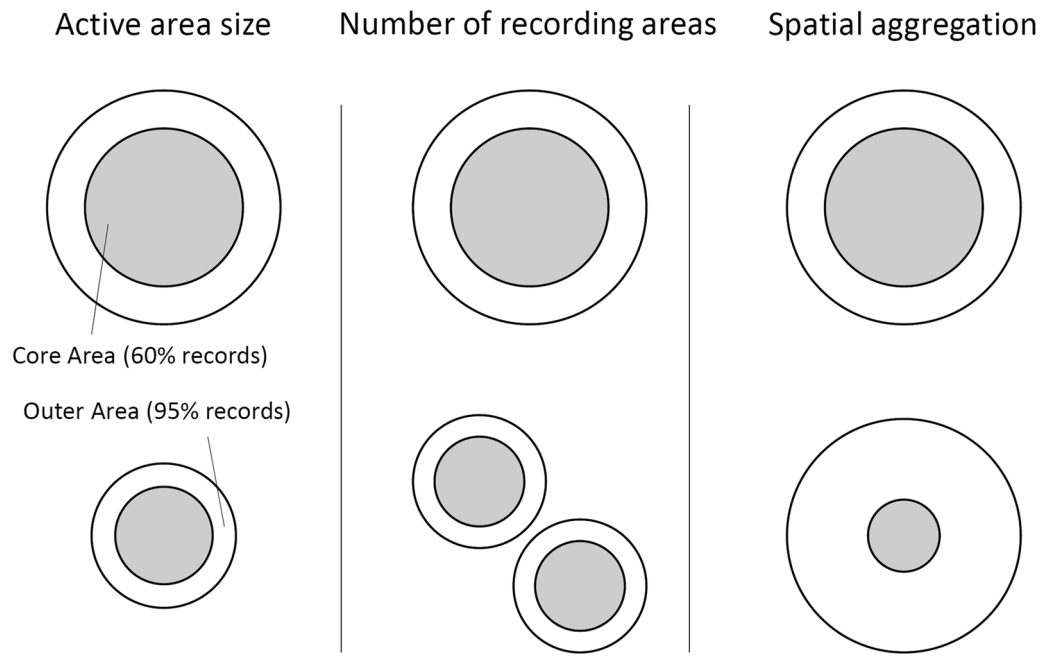 Active area size
Number of recording areas
Spatial aggregation
Core Area (60% records)
Outer Area (95% records)